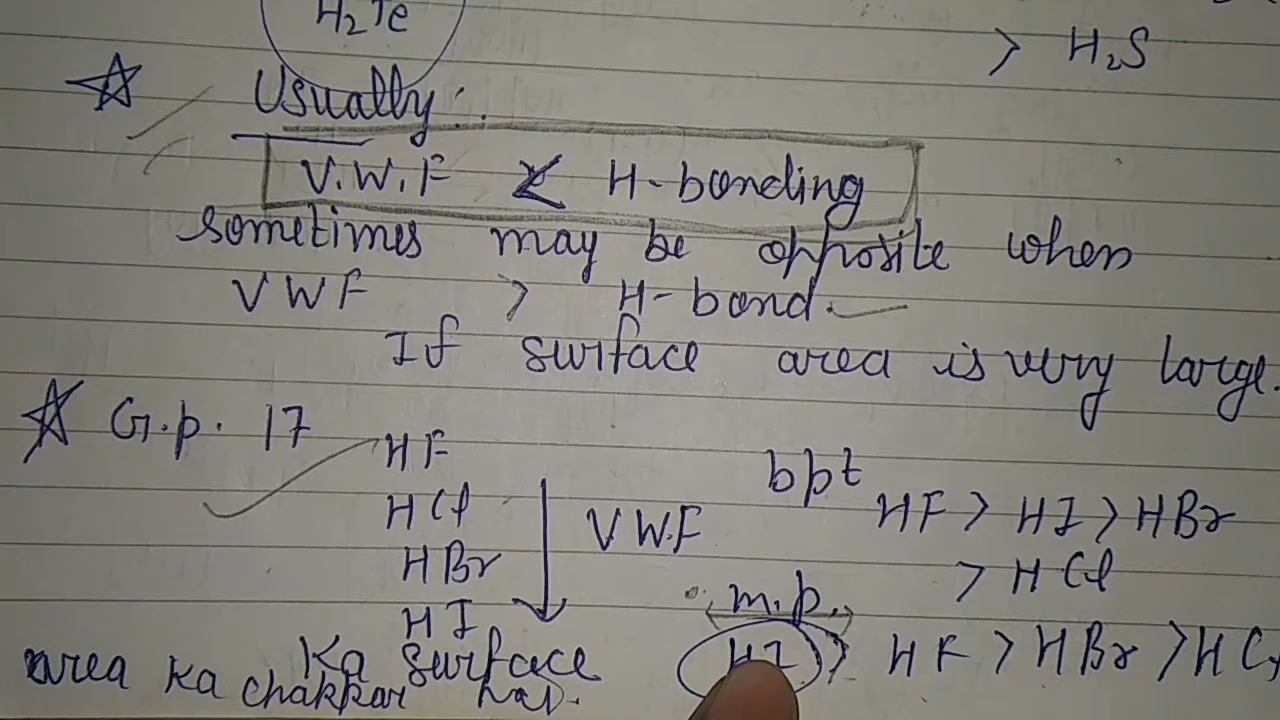 H₂Te
> H₂S
Usually:
V.W.F < H-bonding
sometimes may be opposite when
VWF > H-bond.
If surface area is very large.
G.p. 17
HF
HCl
HBr
HI
VWF
bpt
HF > HI > HBr
> HCl
m.p.
HI > HF > HBr > HCl
Ka surface
area Ka chakkar hai.